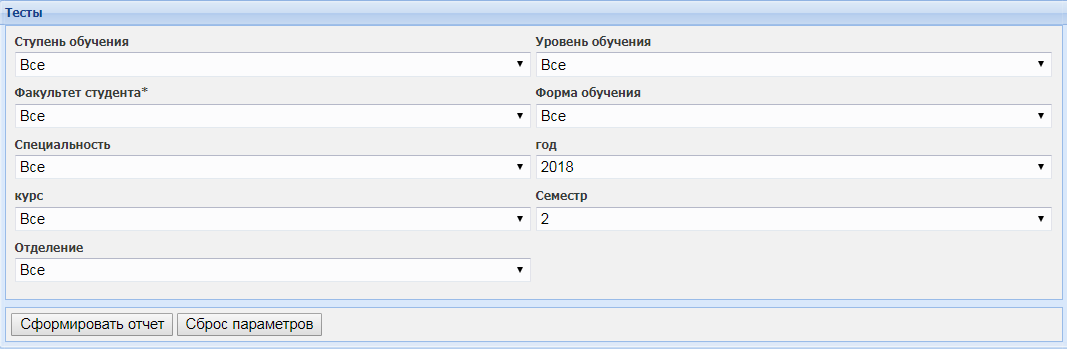 Тесты
Ступень обучения Уровень обучения
Все Все
Факультет студента* Форма обучения
Все Все
Специальность год
Все 2018
курс Семестр
Все 2
Отделение
Все
Сформировать отчет Сброс параметров